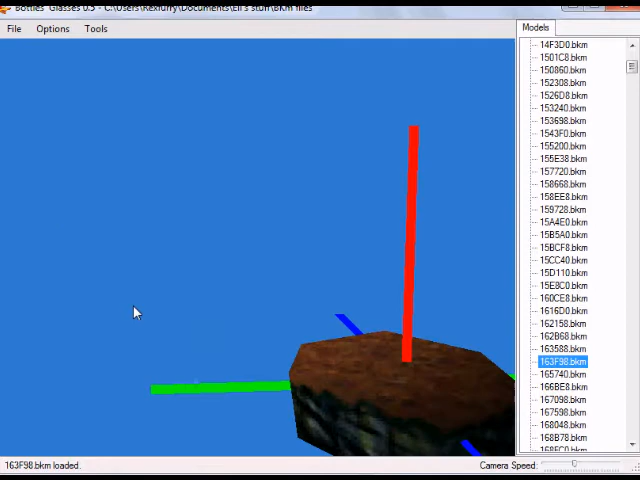 Bottles' Glasses 0.5 - C:\Users\Rexfurry\Documents\Eli's stuff\BKm files
File Options Tools
Models
14F3D0.bkm
1501C8.bkm
150860.bkm
152308.bkm
1526D8.bkm
153240.bkm
153698.bkm
1543F0.bkm
155200.bkm
155E38.bkm
157720.bkm
158668.bkm
158EE8.bkm
159728.bkm
15A4E0.bkm
15B5A0.bkm
15BCF8.bkm
15CC40.bkm
15D110.bkm
15E8C0.bkm
160CE8.bkm
1616D0.bkm
162158.bkm
162B68.bkm
163588.bkm
163F98.bkm
165740.bkm
166BE8.bkm
167098.bkm
167598.bkm
168048.bkm
168B78.bkm
163F98.bkm loaded.
Camera Speed: